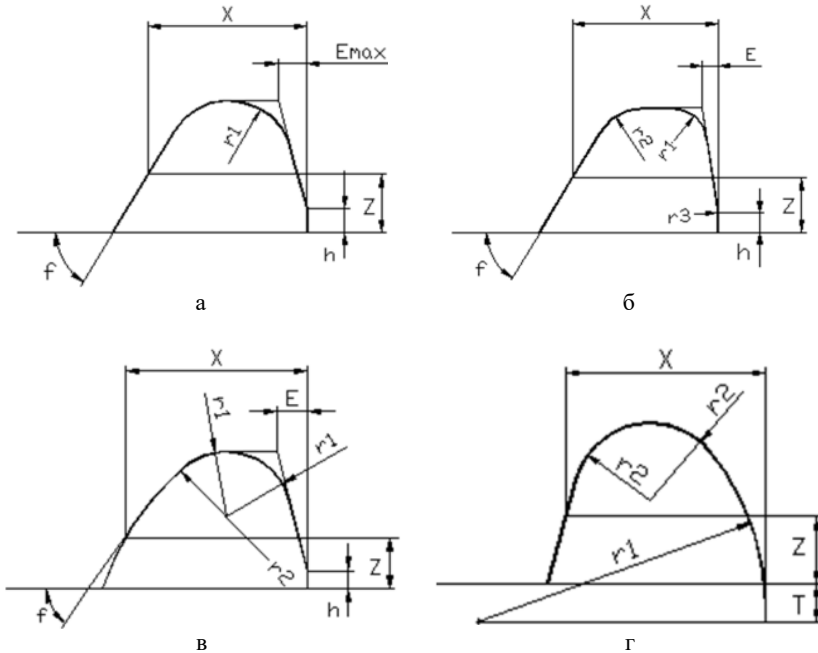 X
Emax
r1
Z
h
f
а
X
E
r2
r1
r3
Z
h
f
б
X
E
r1
r1
r2
Z
h
f
в
X
r2
r2
r1
Z
T
г